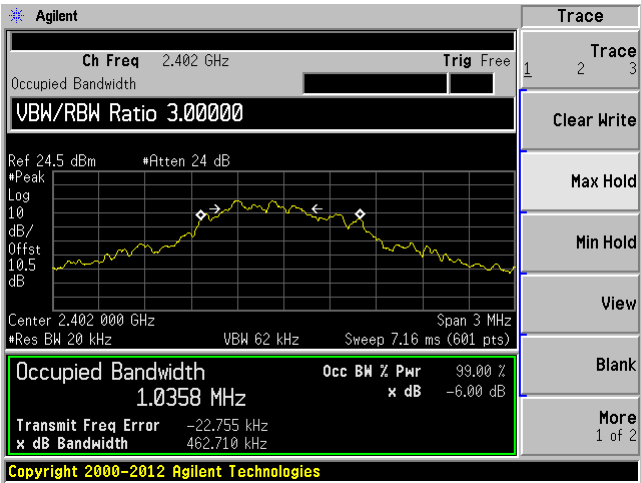 Agilent
Trace
Ch Freq 2.402 GHz Trig Free
Occupied Bandwidth
VBW/RBW Ratio 3.00000
Ref 24.5 dBm #Atten 24 dB
#Peak
Log
10
dB/
Offst
10.5
dB
Center 2.402 000 GHz Span 3 MHz
#Res BW 20 kHz VBW 62 kHz Sweep 7.16 ms (601 pts)
Occupied Bandwidth
1.0358 MHz
Occ BW % Pwr 99.00 %
x dB -6.00 dB
Transmit Freq Error -22.755 kHz
x dB Bandwidth 462.710 kHz
Copyright 2000-2012 Agilent Technologies
Trace
1 2 3
Clear Write
Max Hold
Min Hold
View
Blank
More
1 of 2